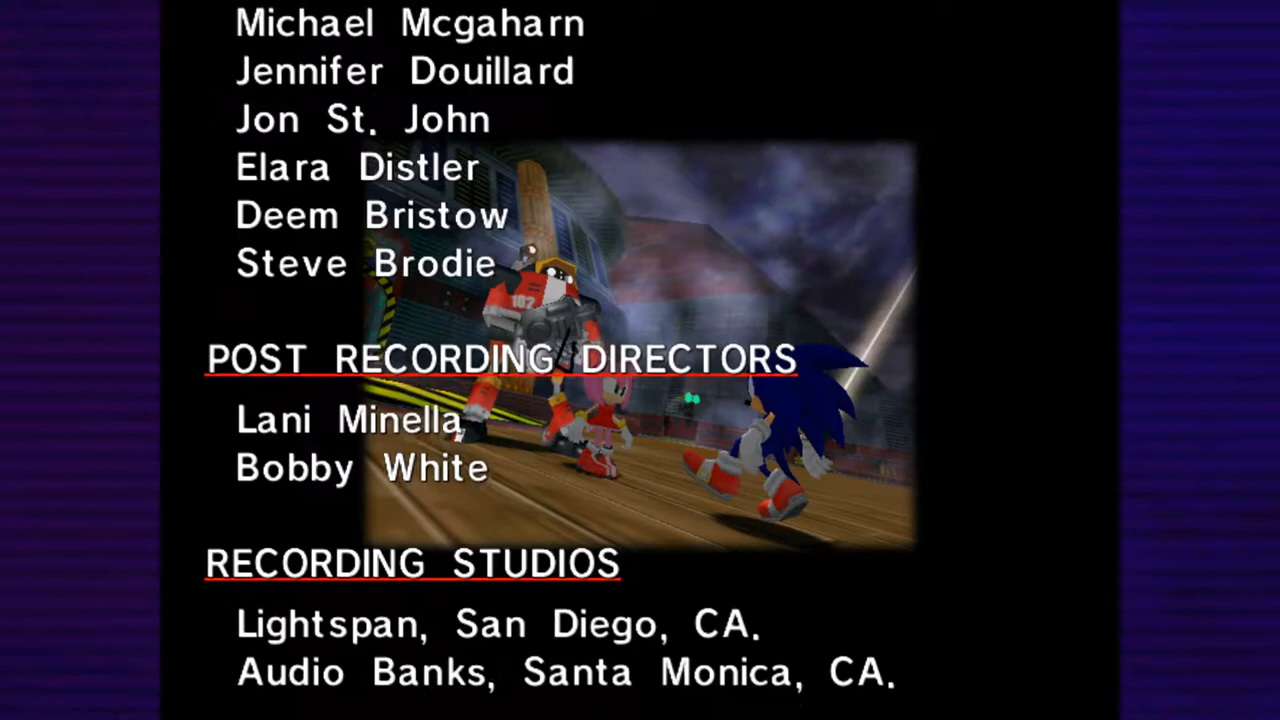 Michael Mcgaharn
Jennifer Douillard
Jon St. John
Elara Distler
Deem Bristow
Steve Brodie
POST RECORDING DIRECTORS
Lani Minella
Bobby White
RECORDING STUDIOS
Lightspan, San Diego, CA.
Audio Banks, Santa Monica, CA.
102